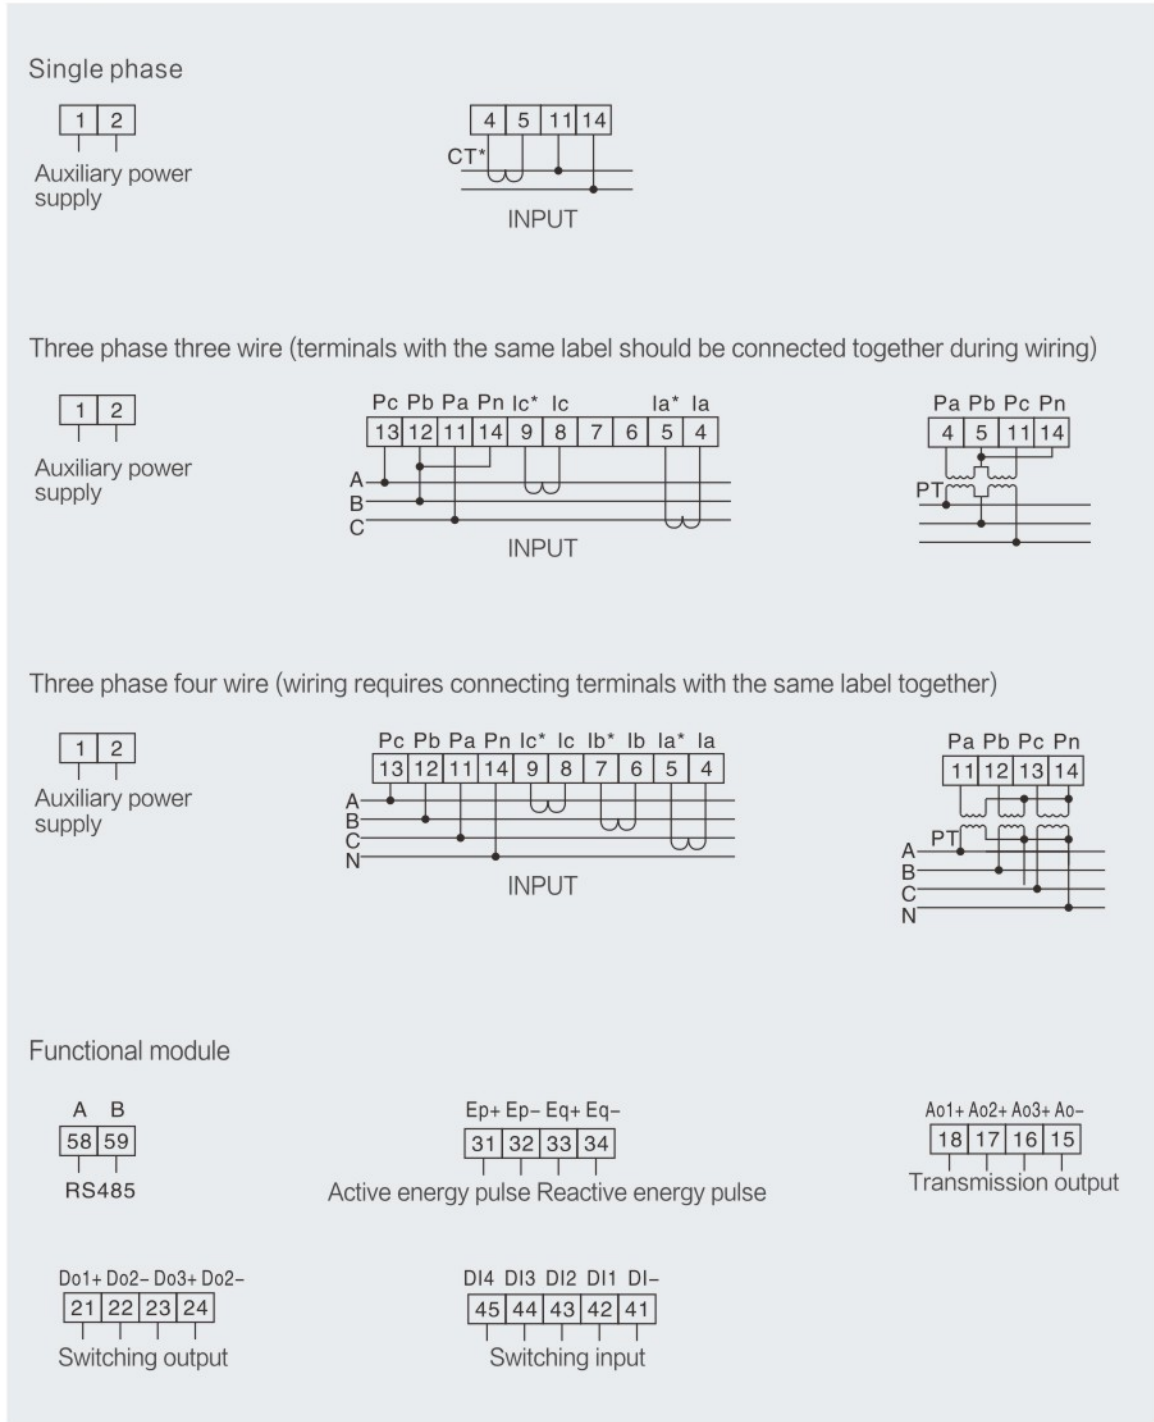 Single phase
1 2
4 5 11 14
CT*
Auxiliary power
supply
INPUT
Three phase three wire (terminals with the same label should be connected together during wiring)
1 2
Auxiliary power
supply
Pc Pb Pa Pn Ic* Ic Ia* Ia
13 12 11 14 9 8 7 6 5 4
A
B
C
INPUT
Pa Pb Pc Pn
4 5 11 14
PT
Three phase four wire (wiring requires connecting terminals with the same label together)
1 2
Auxiliary power
supply
Pc Pb Pa Pn Ic* Ic Ib* Ib Ia* Ia
13 12 11 14 9 8 7 6 5 4
A
B
C
N
INPUT
Pa Pb Pc Pn
11 12 13 14
PT
A
B
C
N
Functional module
A B
58 59
RS485
Ep+ Ep- Eq+ Eq-
31 32 33 34
Active energy pulse Reactive energy pulse
Ao1+ Ao2+ Ao3+ Ao-
18 17 16 15
Transmission output
Do1+ Do2- Do3+ Do2-
21 22 23 24
Switching output
DI4 DI3 DI2 DI1 DI-
45 44 43 42 41
Switching input